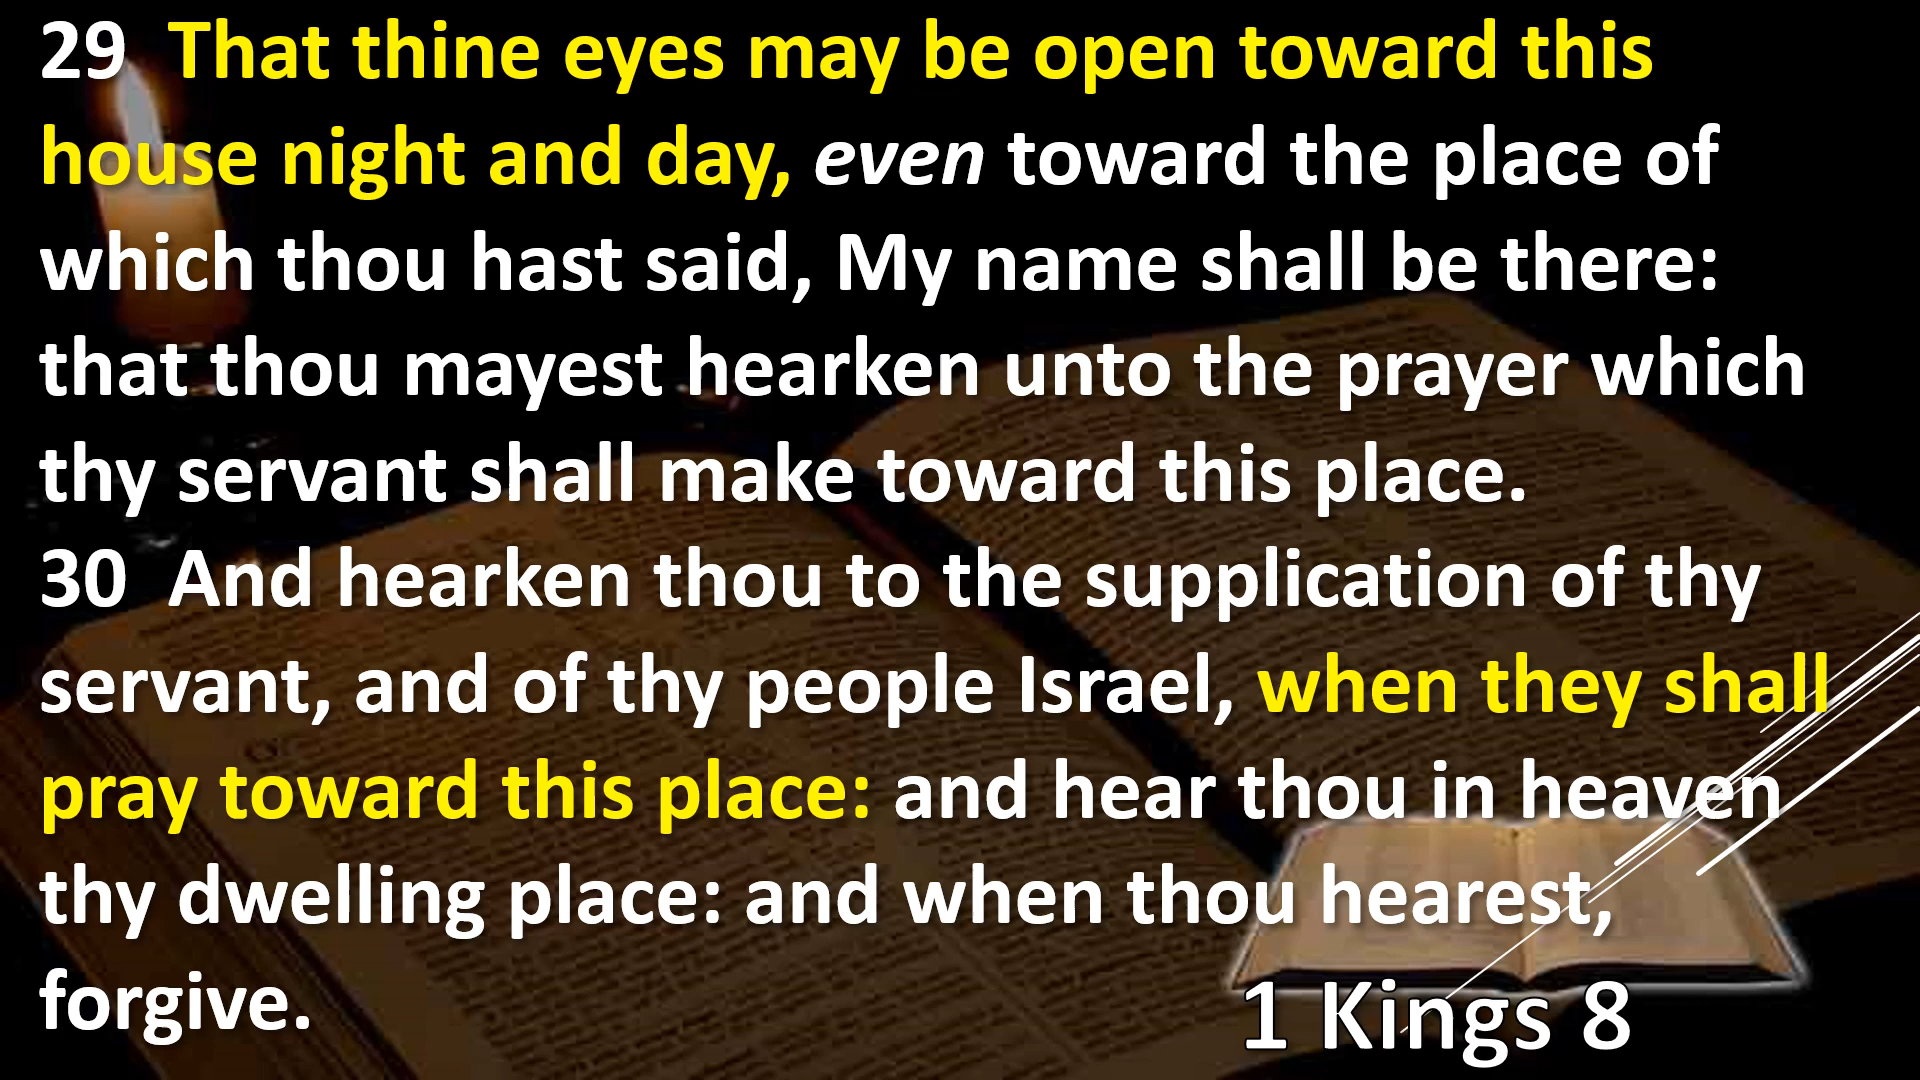 29 That thine eyes may be open toward this
house night and day, even toward the place of
which thou hast said, My name shall be there:
that thou mayest hearken unto the prayer which
thy servant shall make toward this place.
30 And hearken thou to the supplication of thy
servant, and of thy people Israel, when they shall
pray toward this place: and hear thou in heaven
thy dwelling place: and when thou hearest,
forgive.
1 Kings 8